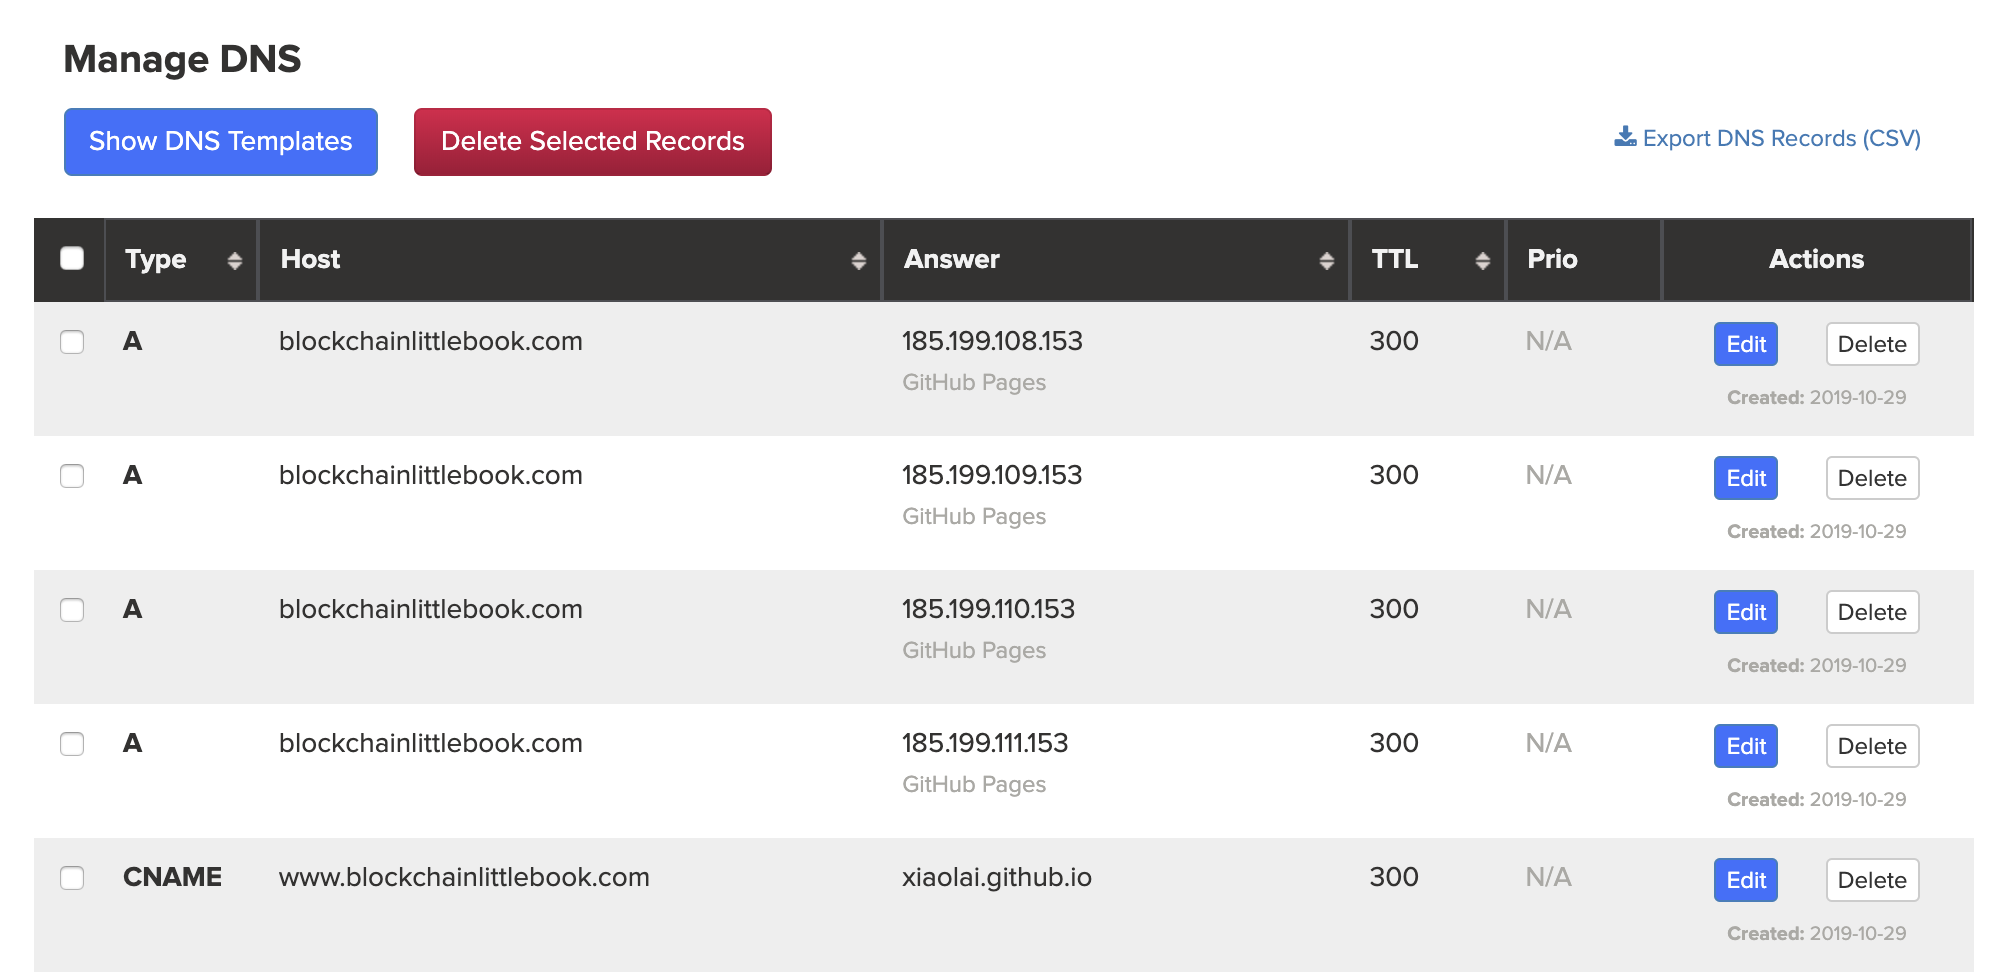 Manage DNS
Show DNS Templates Delete Selected Records Export DNS Records (CSV)
Type Host Answer TTL Prio Actions
A blockchainlittlebook.com 185.199.108.153 300 N/A Edit Delete
GitHub Pages
Created: 2019-10-29
A blockchainlittlebook.com 185.199.109.153 300 N/A Edit Delete
GitHub Pages
Created: 2019-10-29
A blockchainlittlebook.com 185.199.110.153 300 N/A Edit Delete
GitHub Pages
Created: 2019-10-29
A blockchainlittlebook.com 185.199.111.153 300 N/A Edit Delete
GitHub Pages
Created: 2019-10-29
CNAME www.blockchainlittlebook.com xiaolai.github.io 300 N/A Edit Delete
Created: 2019-10-29